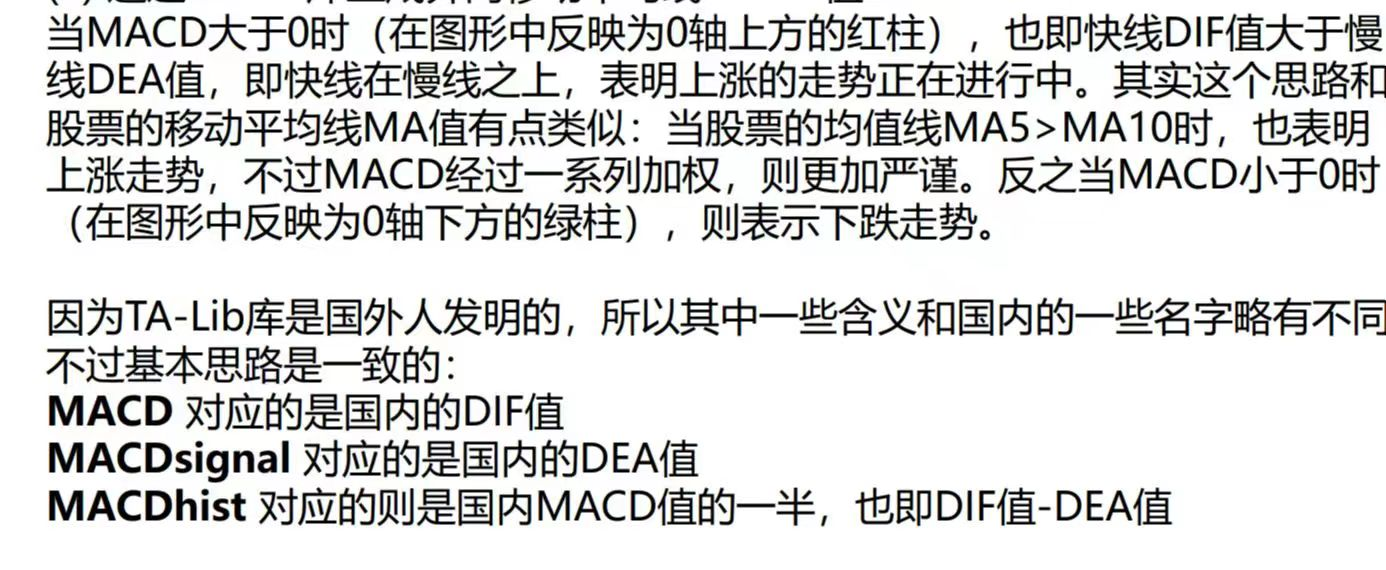 当MACD大于0时（在图形中反映为0轴上方的红柱），也即快线DIF值大于慢
线DEA值，即快线在慢线之上，表明上涨的走势正在进行中。其实这个思路和
股票的移动平均线MA值有点类似：当股票的均值线MA5>MA10时，也表明
上涨走势，不过MACD经过一系列加权，则更加严谨。反之当MACD小于0时
（在图形中反映为0轴下方的绿柱），则表示下跌走势。
因为TA-Lib库是国外人发明的，所以其中一些含义和国内的一些名字略有不同
不过基本思路是一致的：
MACD 对应的是国内的DIF值
MACDsignal 对应的是国内的DEA值
MACDhist 对应的则是国内MACD值的一半，也即DIF值-DEA值